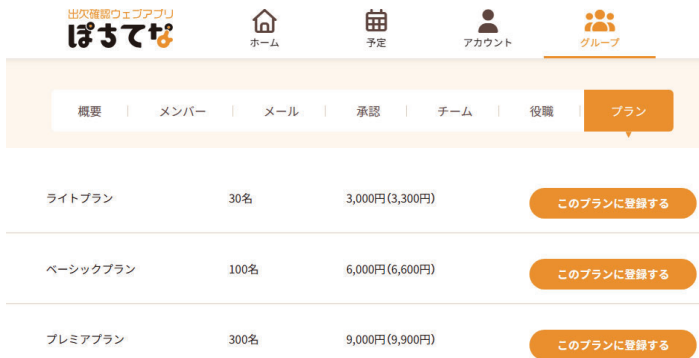 出欠確認ウェブアプリ
ぽちてな
ホーム 予定 アカウント グループ
概要 メンバー メール 承認 チーム 役職 プラン
ライトプラン 30名 3,000円(3,300円) このプランに登録する
ベーシックプラン 100名 6,000円(6,600円) このプランに登録する
プレミアプラン 300名 9,000円(9,900円) このプランに登録する